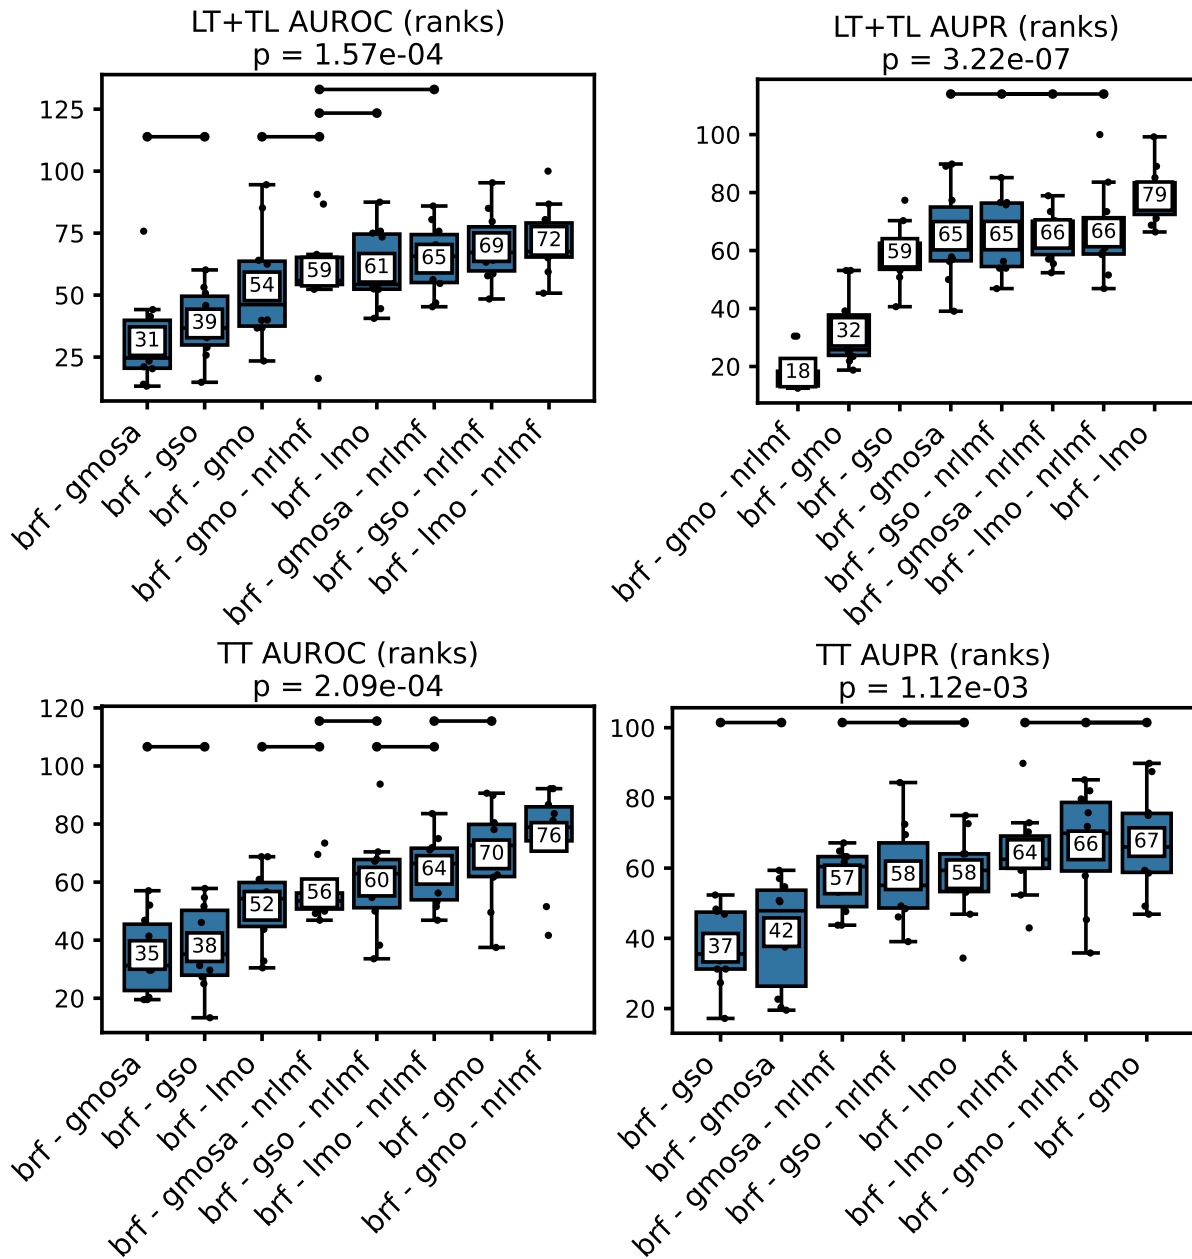 LT+TL AUROC (ranks)
p = 1.57e-04
125
100
75
50
25
31
39
54
59
61
65
69
72
brf - gmosa
brf - gso
brf - gmo
brf - gmo - nrlmf
brf - lmo
brf - gmosa - nrlmf
brf - gso - nrlmf
brf - lmo - nrlmf
LT+TL AUPR (ranks)
p = 3.22e-07
100
80
60
40
20
18
32
59
65
65
66
66
79
brf - gmo - nrlmf
brf - gmo
brf - gso
brf - gmosa
brf - gso - nrlmf
brf - gmosa - nrlmf
brf - lmo - nrlmf
brf - lmo
TT AUROC (ranks)
p = 2.09e-04
120
100
80
60
40
20
35
38
52
56
60
64
70
76
brf - gmosa
brf - gso
brf - lmo
brf - gmosa - nrlmf
brf - gso - nrlmf
brf - lmo - nrlmf
brf - gmo
brf - gmo - nrlmf
TT AUPR (ranks)
p = 1.12e-03
100
80
60
40
20
37
42
57
58
58
64
66
67
brf - gso
brf - gmosa
brf - gmosa - nrlmf
brf - gso - nrlmf
brf - lmo
brf - lmo - nrlmf
brf - gmo - nrlmf
brf - gmo